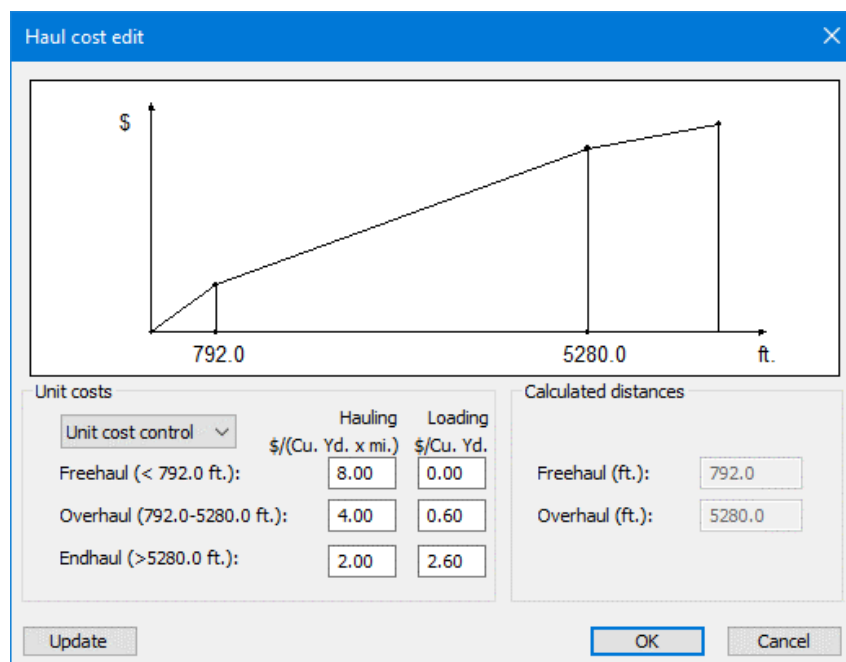 Haul cost edit
$
792.0 5280.0 ft.
Unit costs
Calculated distances
Unit cost control
Hauling Loading
$/(Cu. Yd. x mi.) $/Cu. Yd.
Freehaul (< 792.0 ft.): 8.00 0.00
Freehaul (ft.): 792.0
Overhaul (792.0-5280.0 ft.): 4.00 0.60
Overhaul (ft.): 5280.0
Endhaul (>5280.0 ft.): 2.00 2.60
Update OK Cancel